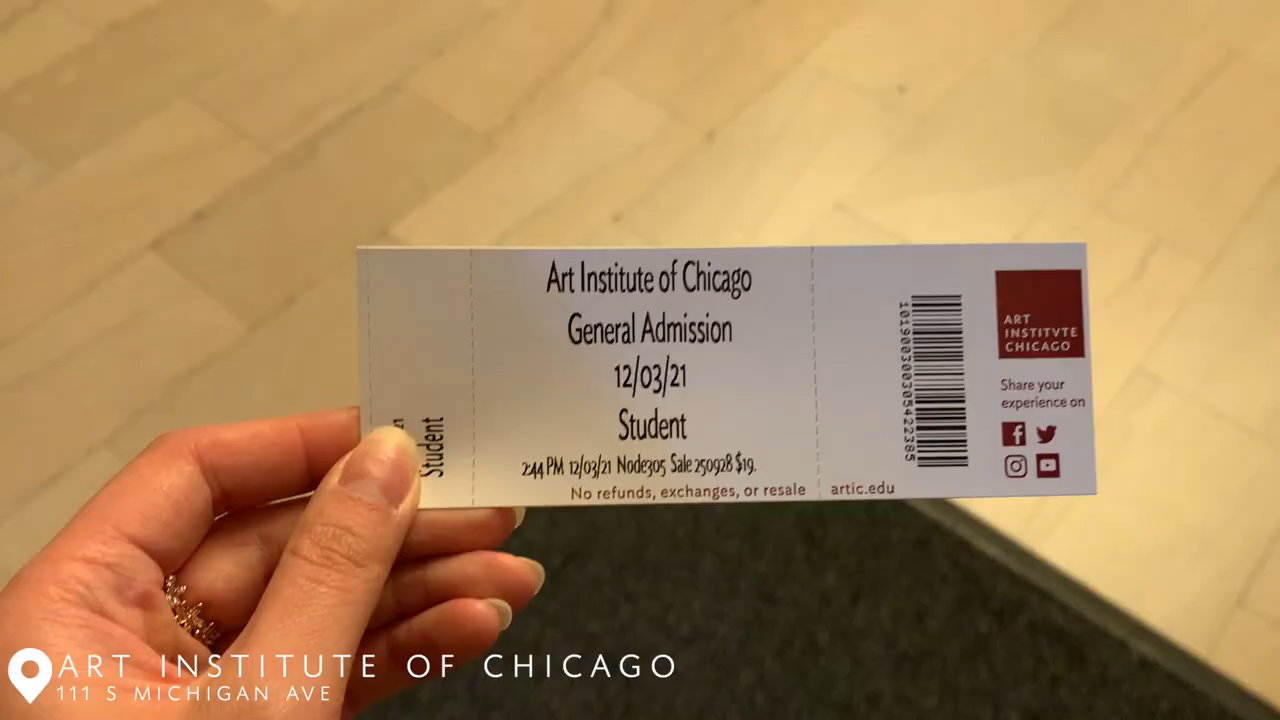 Art Institute of Chicago
General Admission
12/03/21
Student
2:44 PM 12/03/21 Node305 Sale 250928 $19.
No refunds, exchanges, or resale
artic.edu
21
Student
101900300305422385
ART
INSTITVTE
CHICAGO
Share your
experience on
ART INSTITUTE OF CHICAGO
111 S MICHIGAN AVE